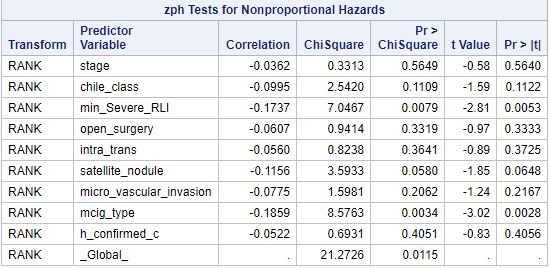 zph Tests for Nonproportional Hazards
Transform Predictor Variable Correlation ChiSquare Pr > ChiSquare t Value Pr > |t|
RANK stage -0.0362 0.3313 0.5649 -0.58 0.5640
RANK chile_class -0.0995 2.5420 0.1109 -1.59 0.1122
RANK min_Severe_RLI -0.1737 7.0467 0.0079 -2.81 0.0053
RANK open_surgery -0.0607 0.9414 0.3319 -0.97 0.3333
RANK intra_trans -0.0560 0.8238 0.3641 -0.89 0.3725
RANK satellite_nodule -0.1156 3.5933 0.0580 -1.85 0.0648
RANK micro_vascular_invasion -0.0775 1.5981 0.2062 -1.24 0.2167
RANK mcig_type -0.1859 8.5763 0.0034 -3.02 0.0028
RANK h_confirmed_c -0.0522 0.6931 0.4051 -0.83 0.4056
RANK _Global_ . 21.2726 0.0115 . .